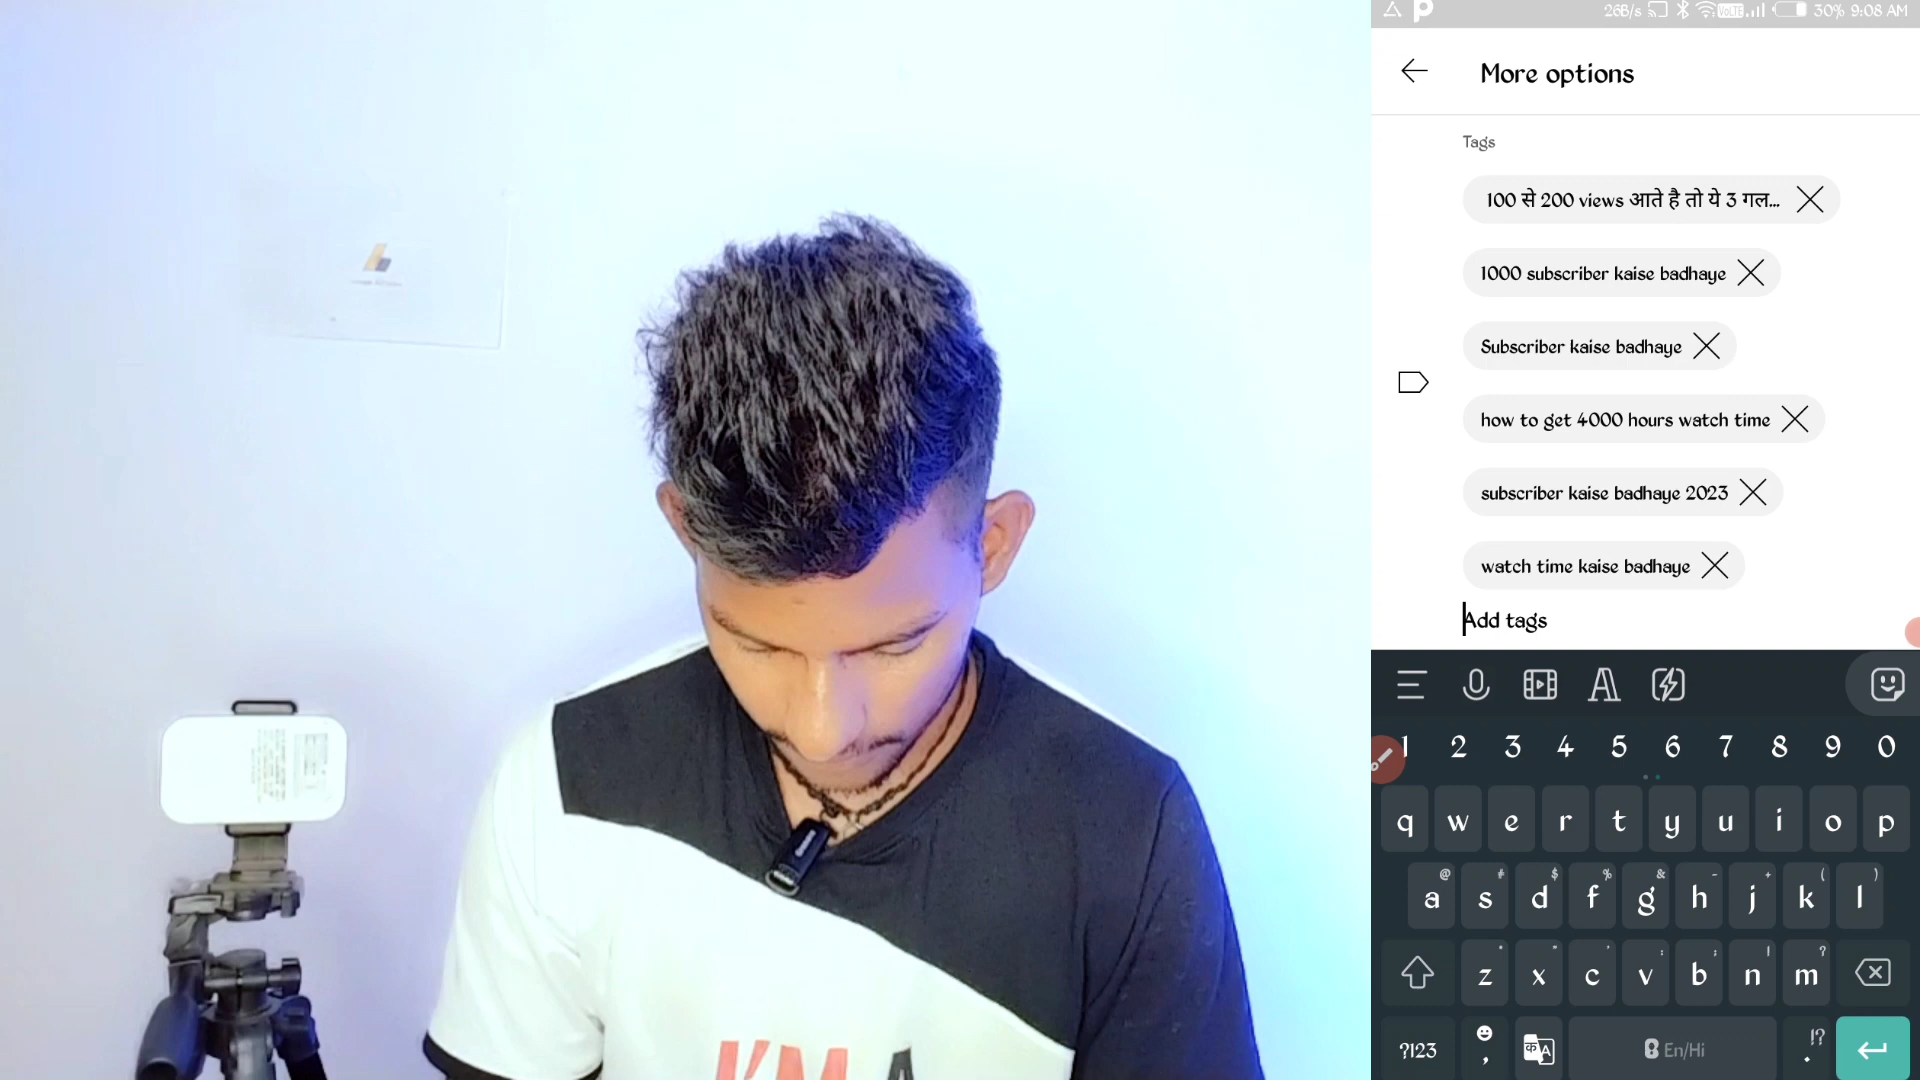 26B/s VoLTE 30% 9:08 AM
More options
Tags
100 से 200 views आते है तो ये 3 गल...
1000 subscriber kaise badhaye
Subscriber kaise badhaye
how to get 4000 hours watch time
subscriber kaise badhaye 2023
watch time kaise badhaye
Add tags
1 2 3 4 5 6 7 8 9 0
q w e r t y u i o p
@ # $ % & - + ( )
a s d f g h j k l
* " ' : ; ! ?
z x c v b n m
?123 , क A En/Hi !? .
I'M A